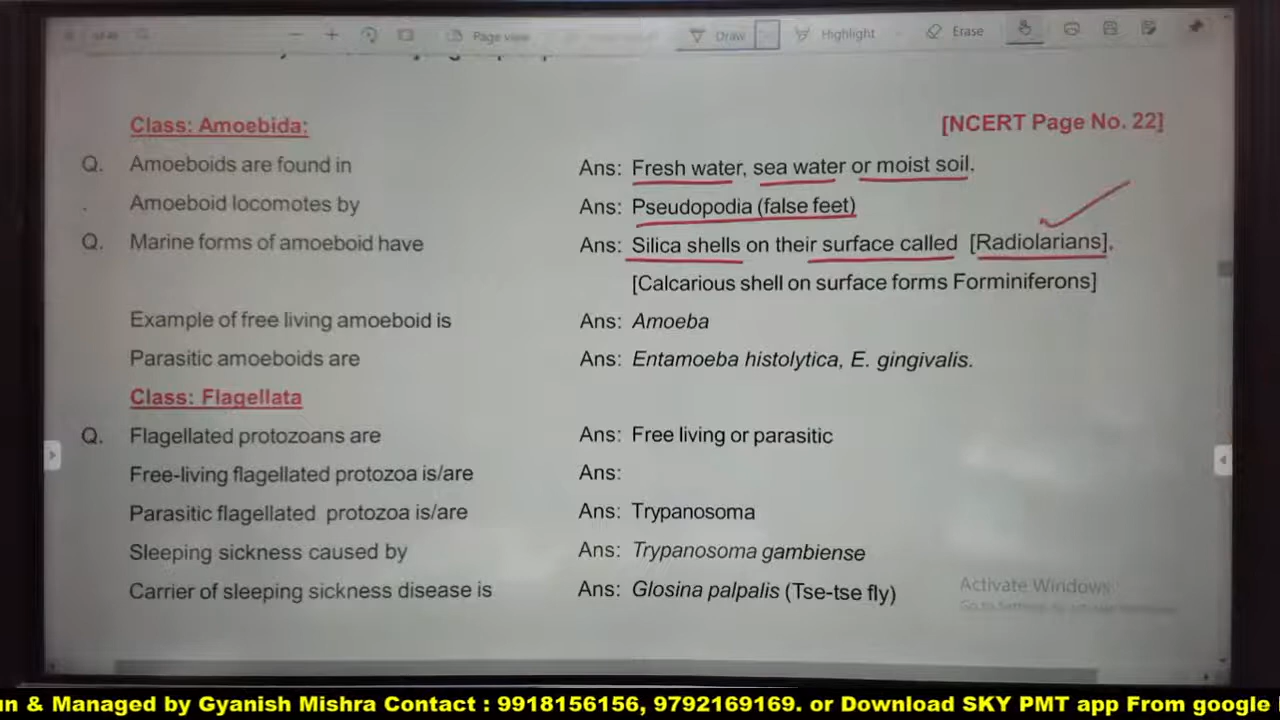 Page view Draw Highlight Erase
Class: Amoebida: [NCERT Page No. 22]
Q. Amoeboids are found in Ans: Fresh water, sea water or moist soil.
Amoeboid locomotes by Ans: Pseudopodia (false feet)
Q. Marine forms of amoeboid have Ans: Silica shells on their surface called [Radiolarians].
[Calcarious shell on surface forms Forminiferons]
Example of free living amoeboid is Ans: Amoeba
Parasitic amoeboids are Ans: Entamoeba histolytica, E. gingivalis.
Class: Flagellata
Q. Flagellated protozoans are Ans: Free living or parasitic
Free-living flagellated protozoa is/are Ans:
Parasitic flagellated protozoa is/are Ans: Trypanosoma
Sleeping sickness caused by Ans: Trypanosoma gambiense
Carrier of sleeping sickness disease is Ans: Glosina palpalis (Tse-tse fly)
Activate Windows
& Managed by Gyanish Mishra Contact : 9918156156, 9792169169. or Download SKY PMT app From google